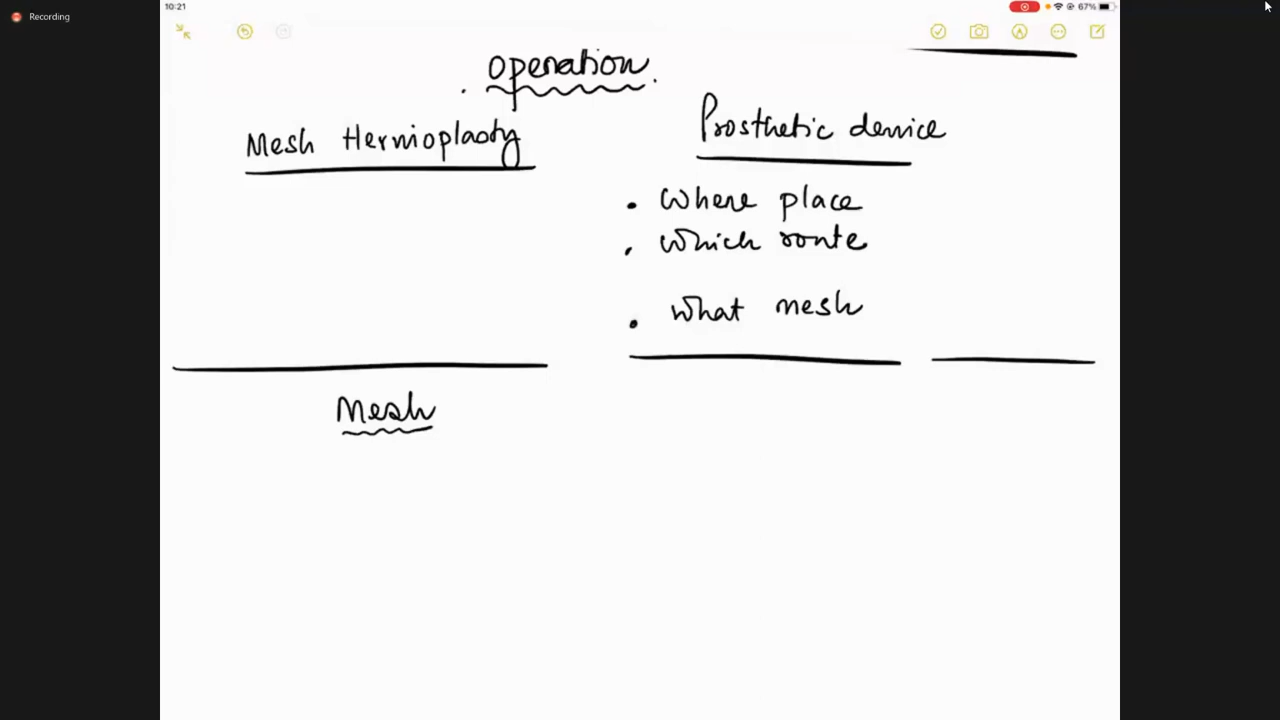 Recording
10:21
67%
Operation
Mesh Hernioplasty
Prosthetic device
• Where place
• Which route
• What mesh
Mesh